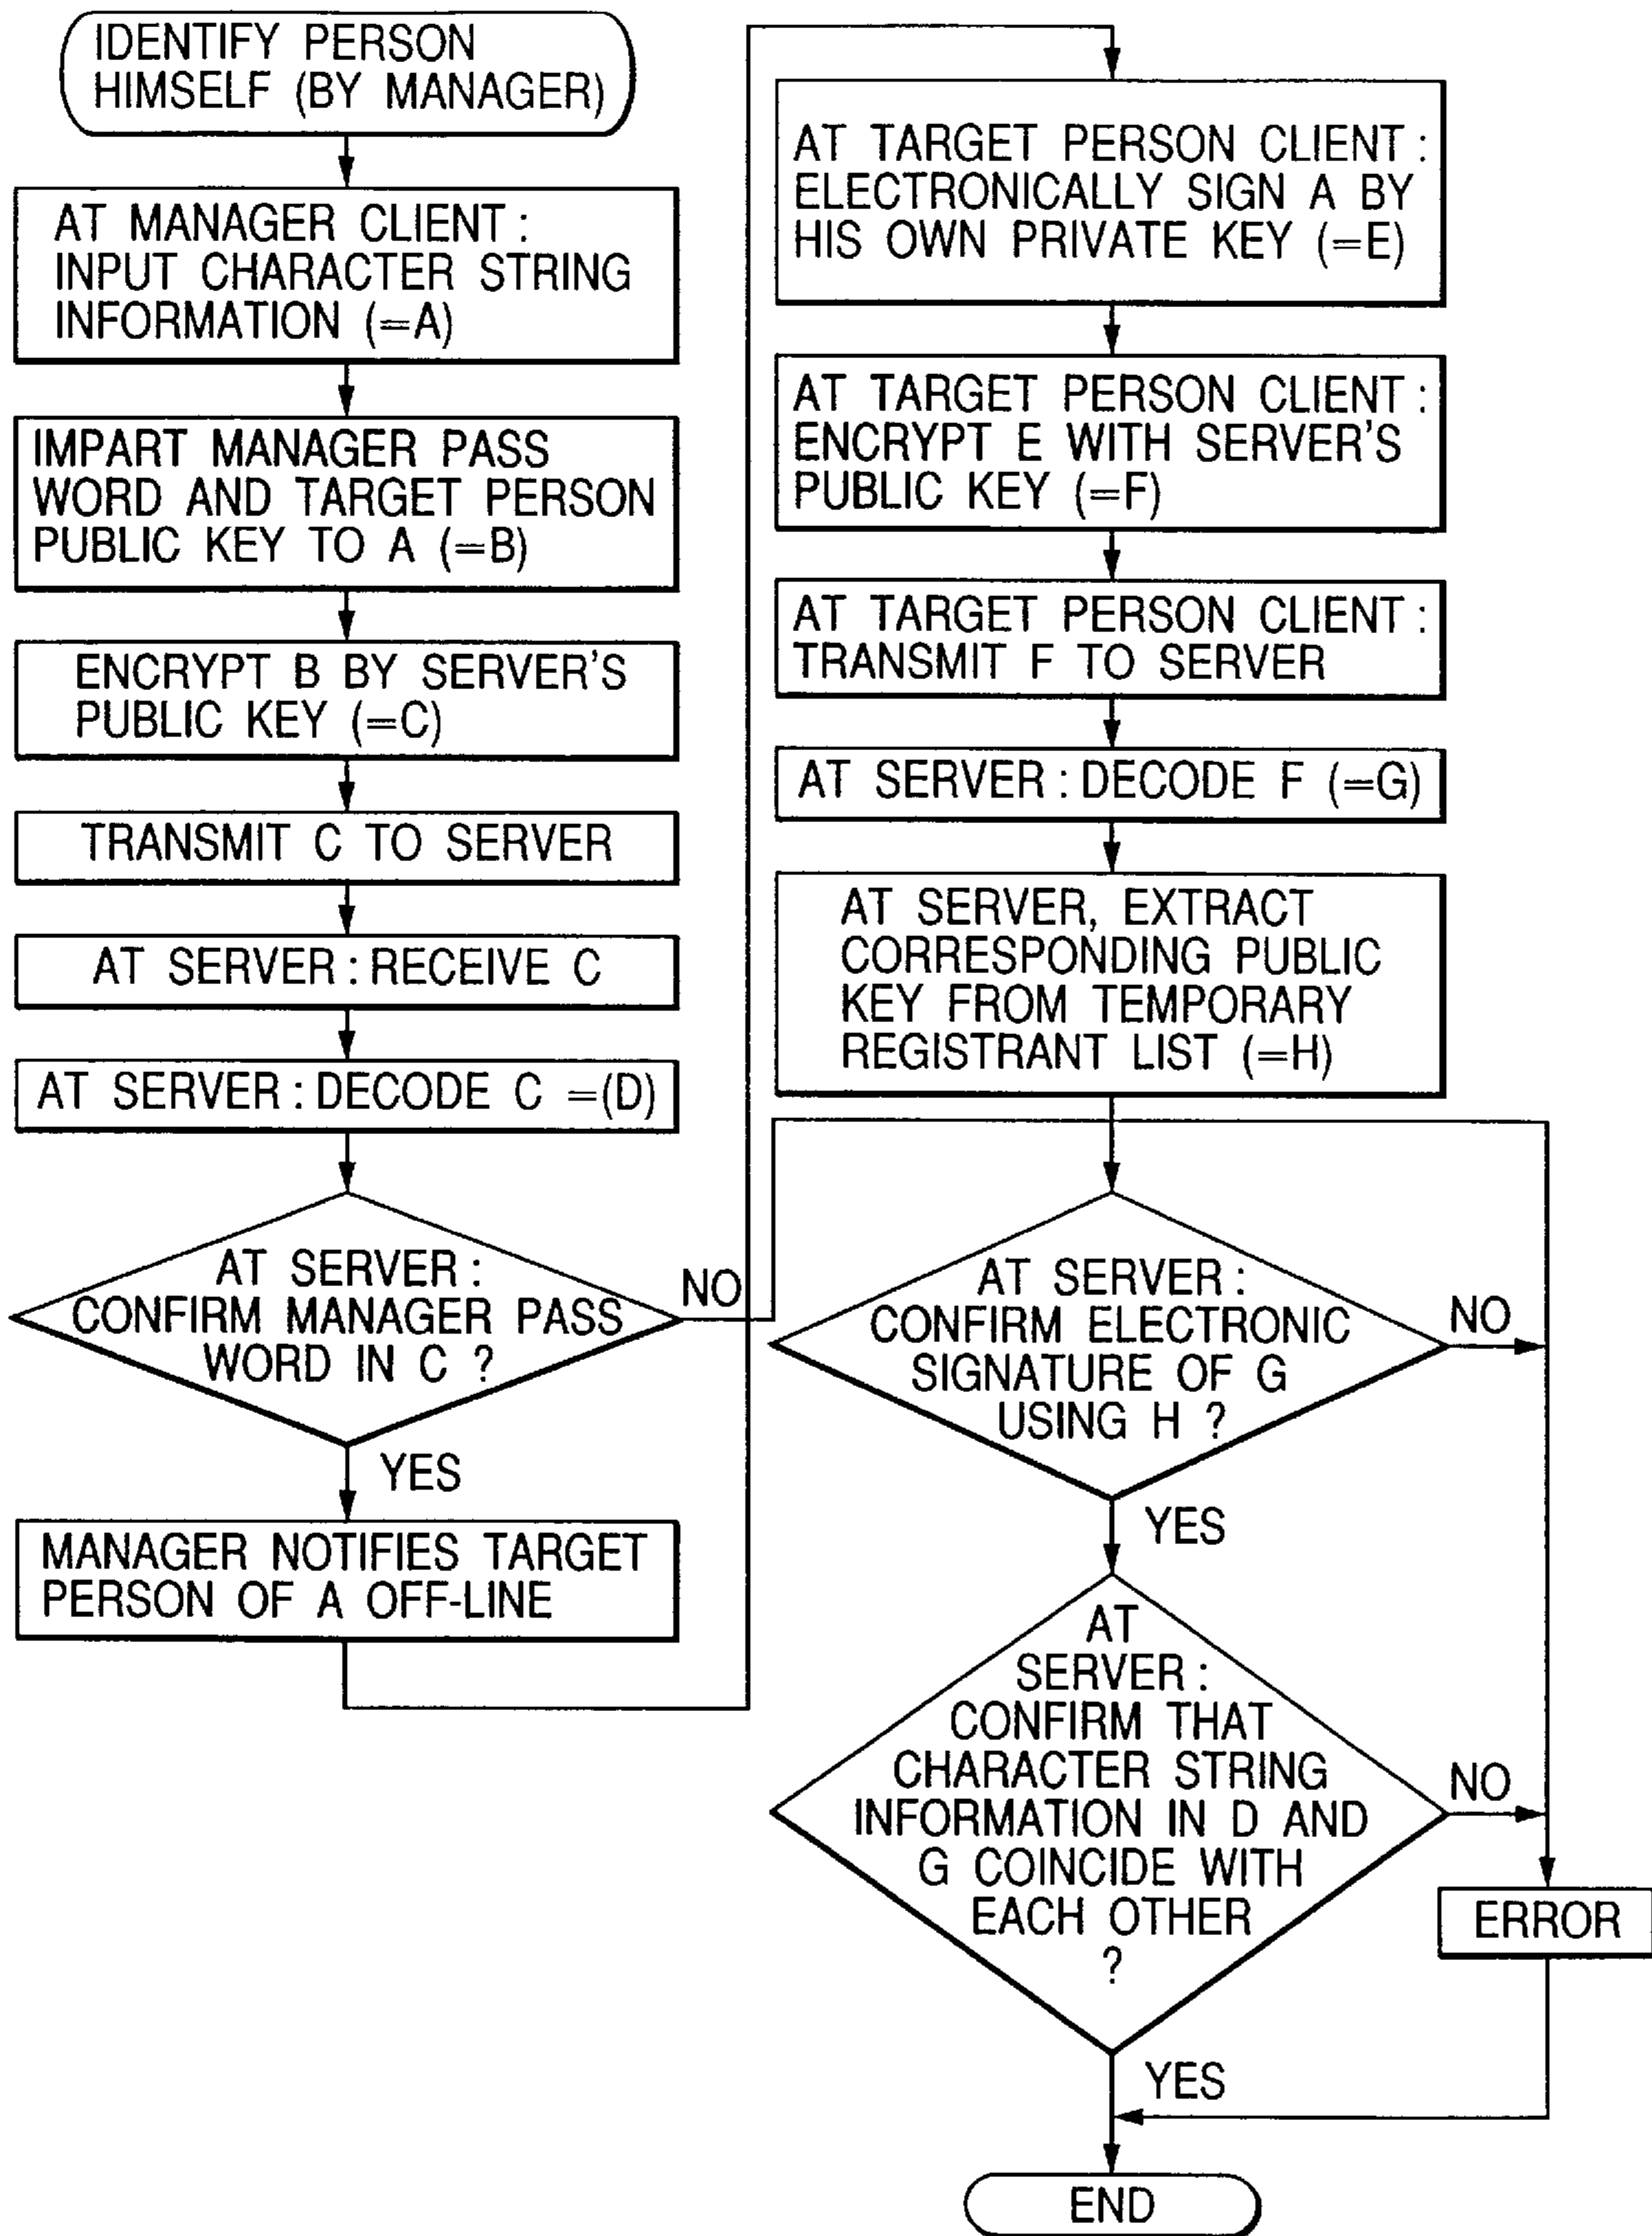 IDENTIFY PERSON
HIMSELF (BY MANAGER)
AT MANAGER CLIENT :
INPUT CHARACTER STRING
INFORMATION (=A)
IMPART MANAGER PASS
WORD AND TARGET PERSON
PUBLIC KEY TO A (=B)
ENCRYPT B BY SERVER'S
PUBLIC KEY (=C)
TRANSMIT C TO SERVER
AT SERVER : RECEIVE C
AT SERVER : DECODE C =(D)
AT SERVER :
CONFIRM MANAGER PASS
WORD IN C ?
NO
YES
MANAGER NOTIFIES TARGET
PERSON OF A OFF-LINE
AT TARGET PERSON CLIENT :
ELECTRONICALLY SIGN A BY
HIS OWN PRIVATE KEY (=E)
AT TARGET PERSON CLIENT :
ENCRYPT E WITH SERVER'S
PUBLIC KEY (=F)
AT TARGET PERSON CLIENT :
TRANSMIT F TO SERVER
AT SERVER : DECODE F (=G)
AT SERVER, EXTRACT
CORRESPONDING PUBLIC
KEY FROM TEMPORARY
REGISTRANT LIST (=H)
AT SERVER :
CONFIRM ELECTRONIC
SIGNATURE OF G
USING H ?
NO
YES
AT
SERVER :
CONFIRM THAT
CHARACTER STRING
INFORMATION IN D AND
G COINCIDE WITH
EACH OTHER
?
NO
ERROR
YES
END